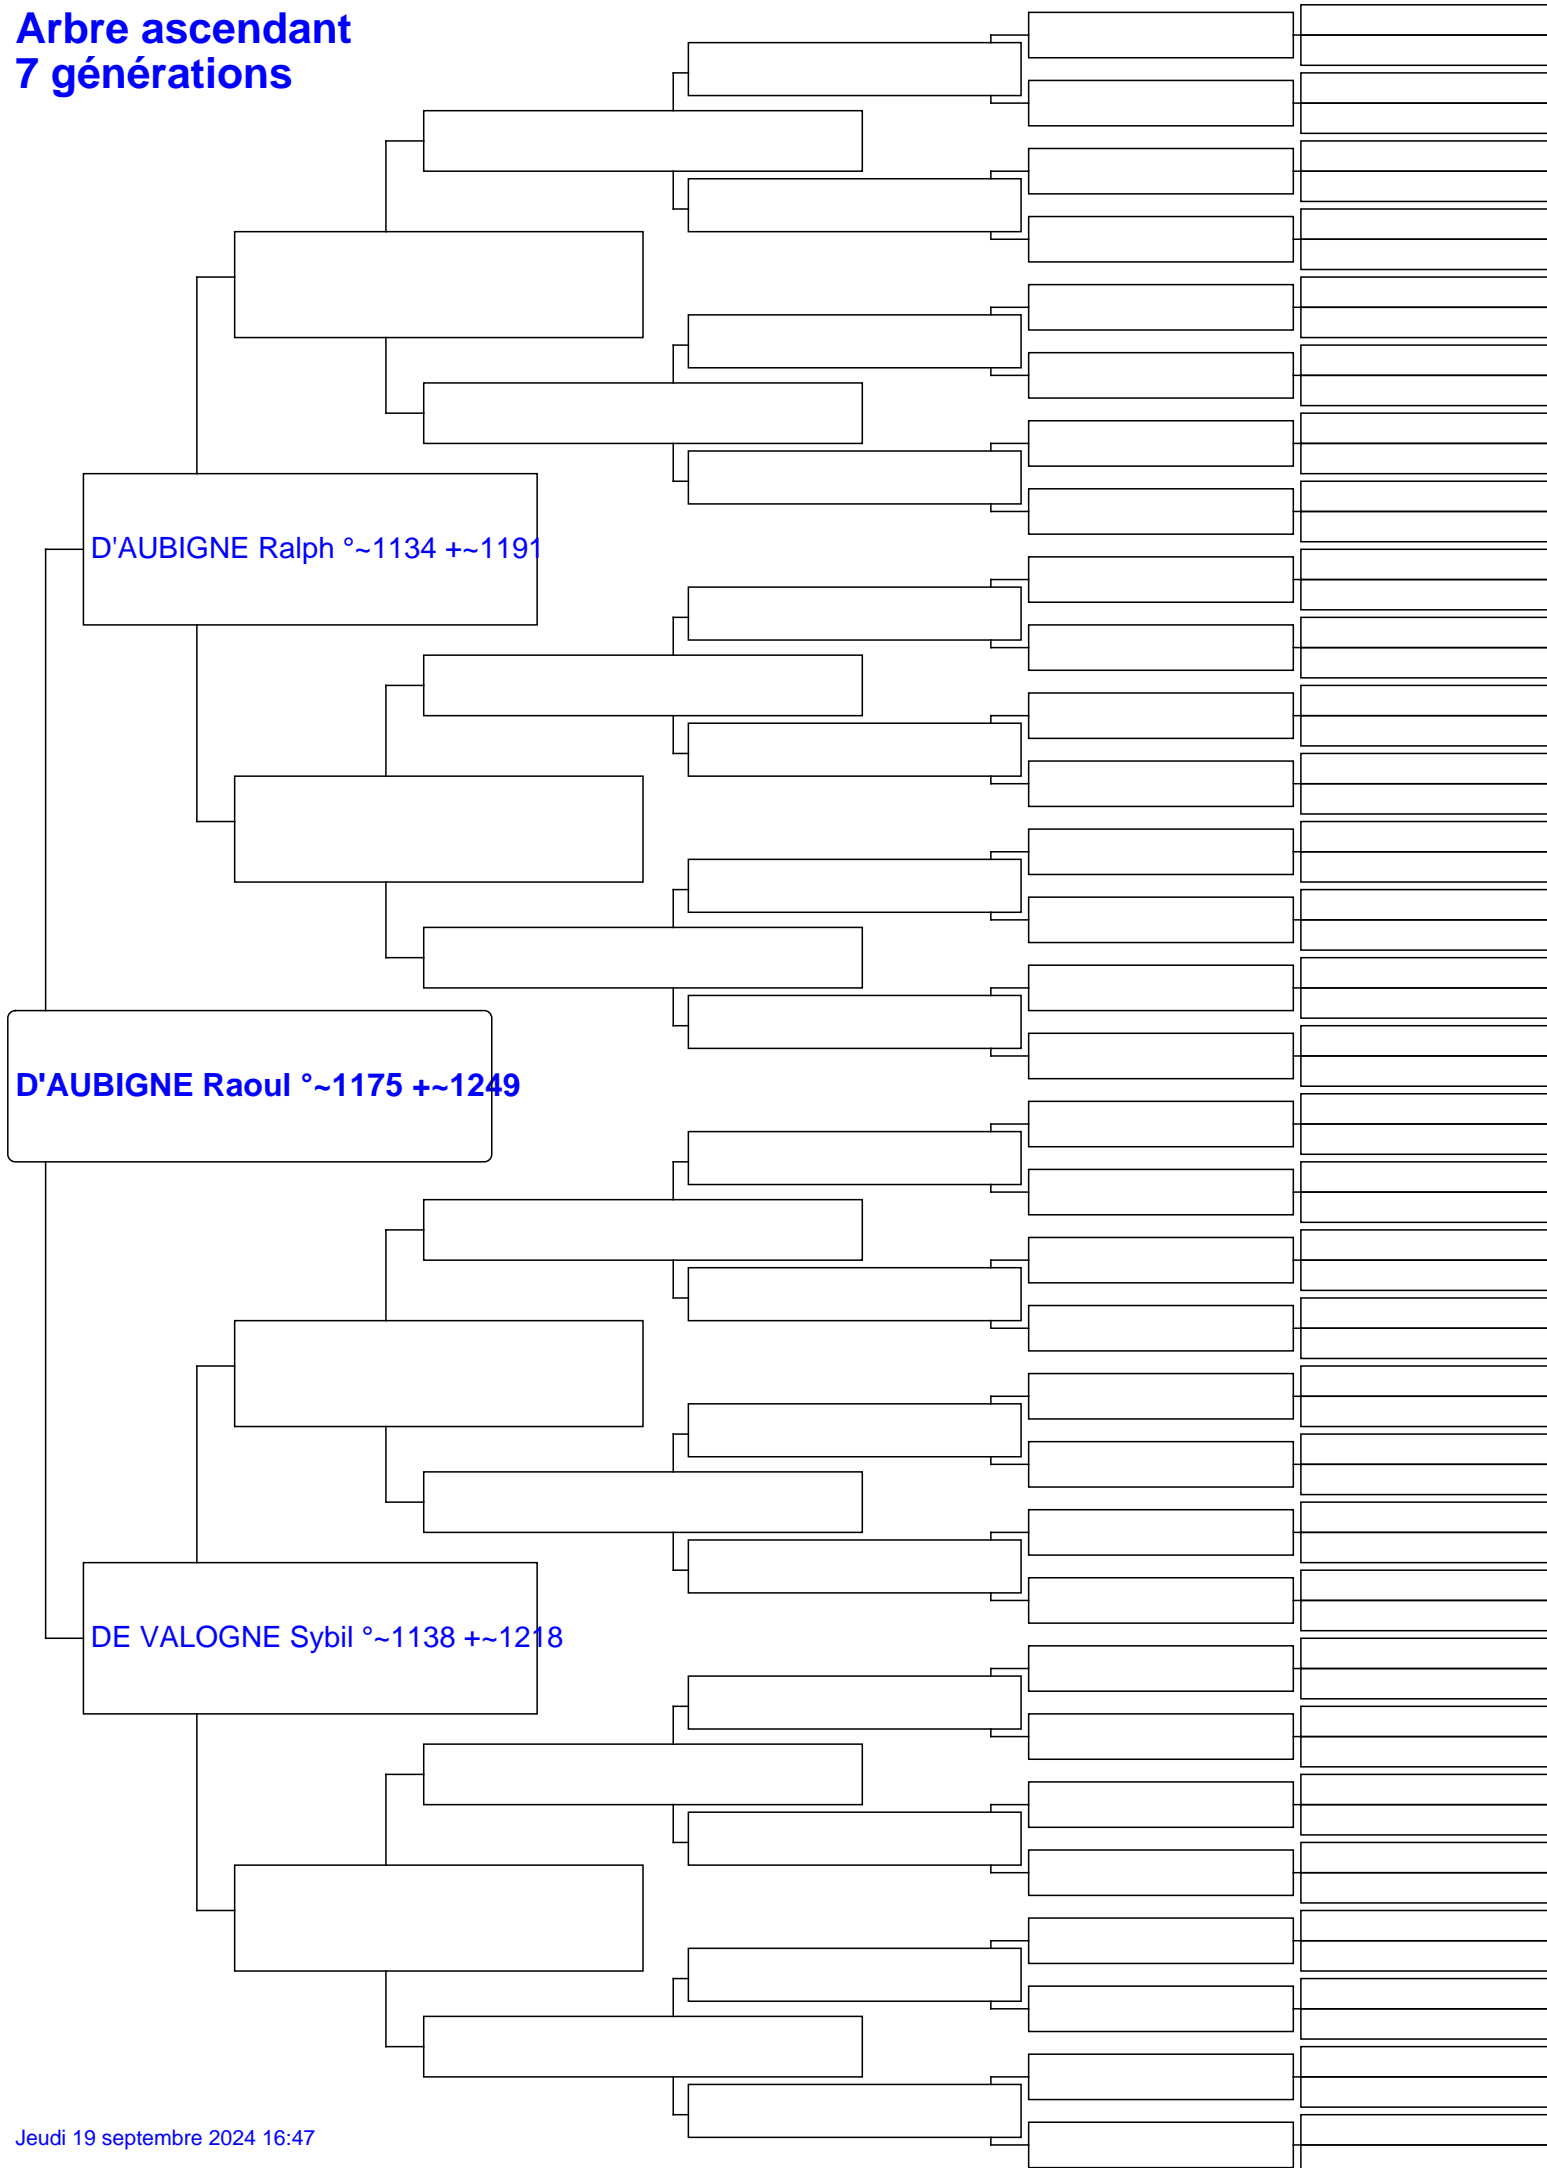 Arbre ascendant
7 générations
D'AUBIGNE Ralph °~1134 +~1191
D'AUBIGNE Raoul °~1175 +~1249
DE VALOGNE Sybil °~1138 +~1218
Jeudi 19 septembre 2024 16:47